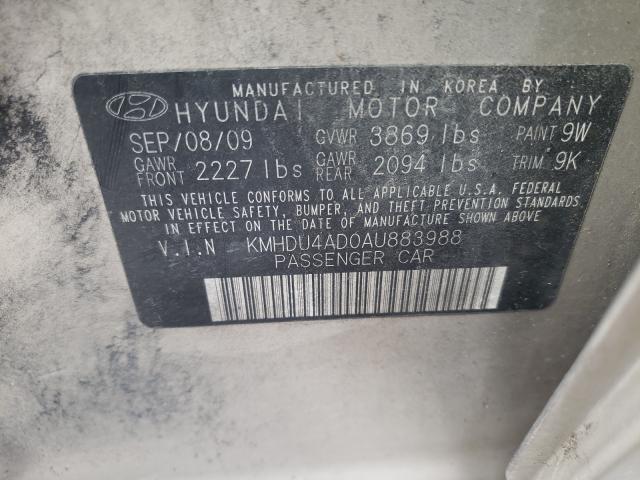 MANUFACTURED IN KOREA BY
HYUNDAI MOTOR COMPANY
SEP/08/09 GVWR 3869 lbs PAINT 9W
GAWR FRONT 2227 lbs GAWR REAR 2094 lbs TRIM 9K
THIS VEHICLE CONFORMS TO ALL APPLICABLE U.S.A. FEDERAL
MOTOR VEHICLE SAFETY, BUMPER, AND THEFT PREVENTION STANDARDS
IN EFFECT ON THE DATE OF MANUFACTURE SHOWN ABOVE.
V.I.N KMHDU4AD0AU883988
PASSENGER CAR